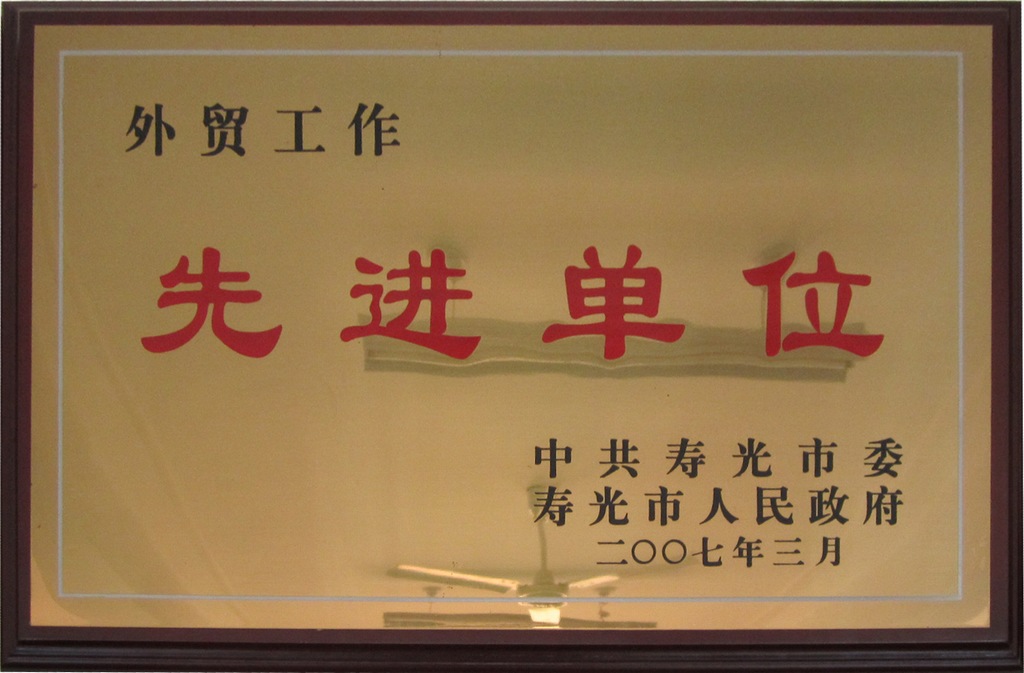 外贸工作
先进单位
中共寿光市委
寿光市人民政府
二〇〇七年三月